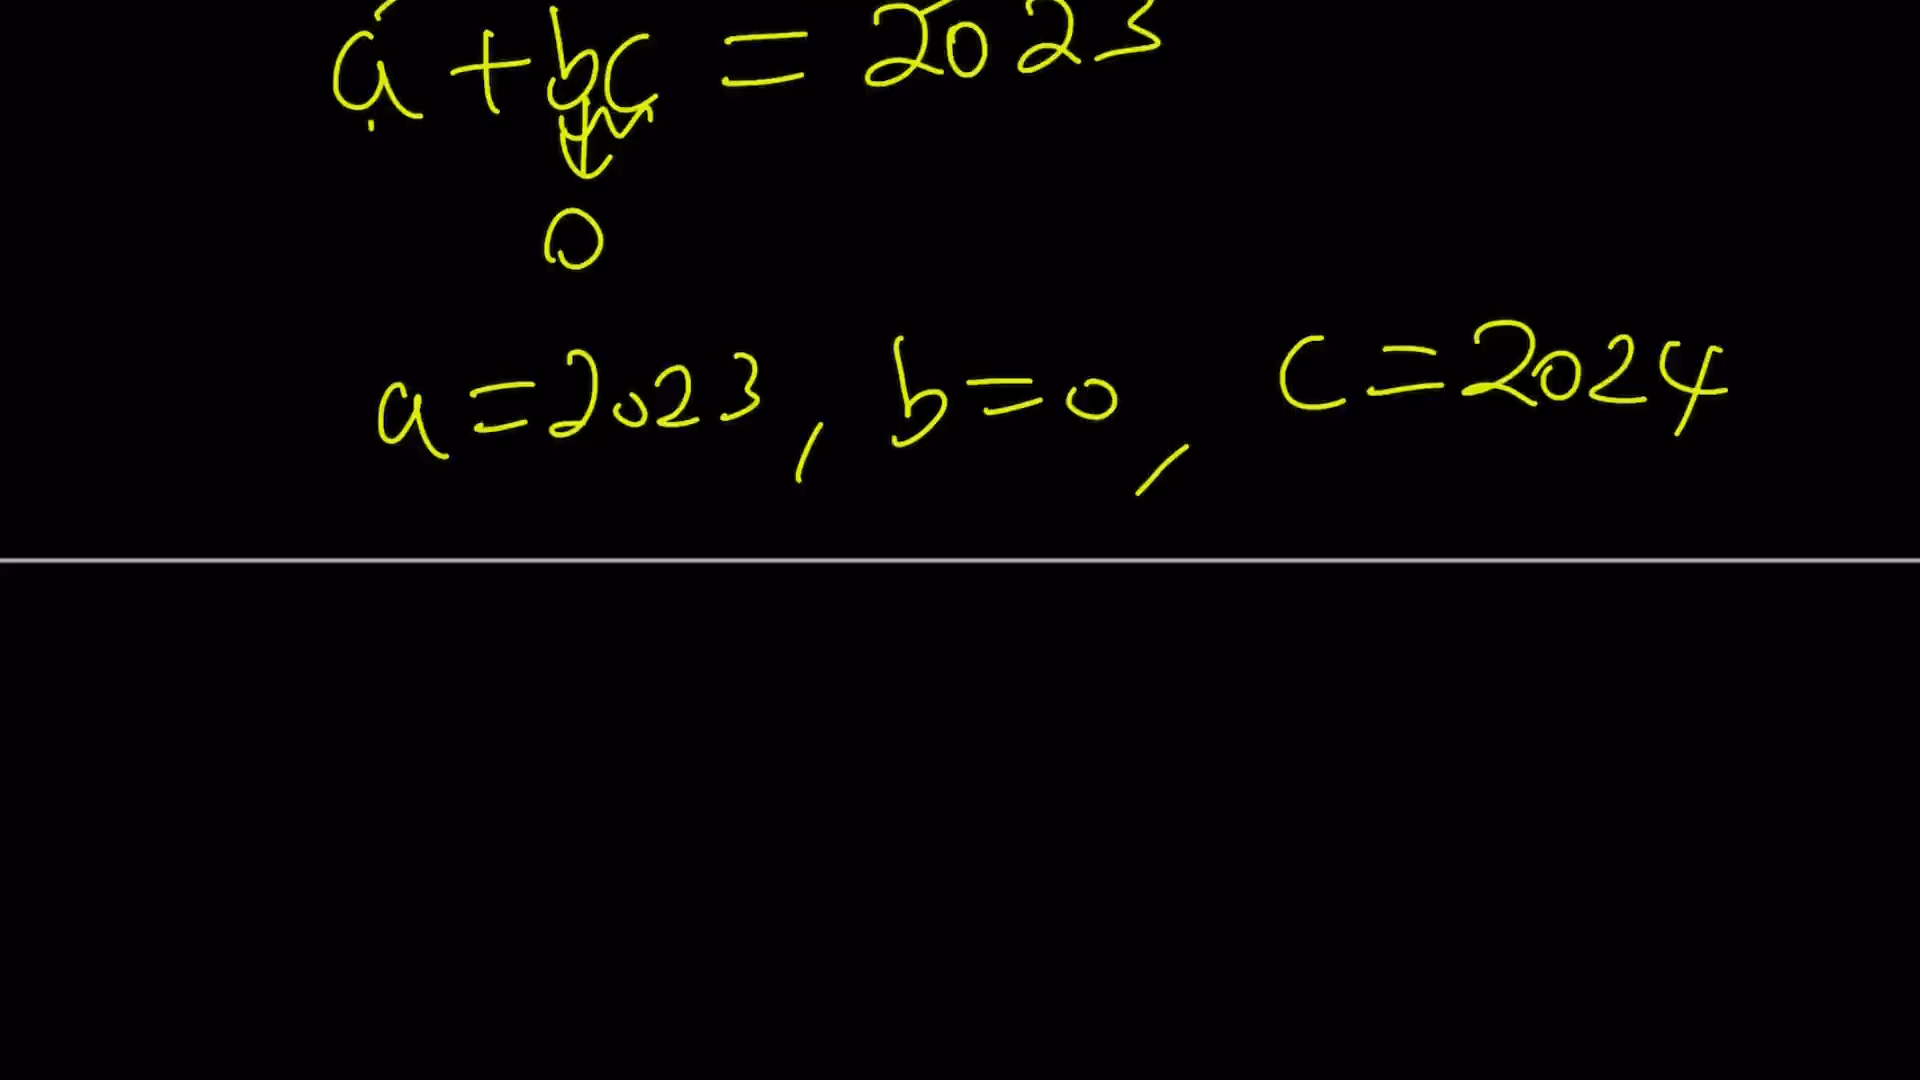 a + bc = 2023
0
a = 2023, b = 0, c = 2024